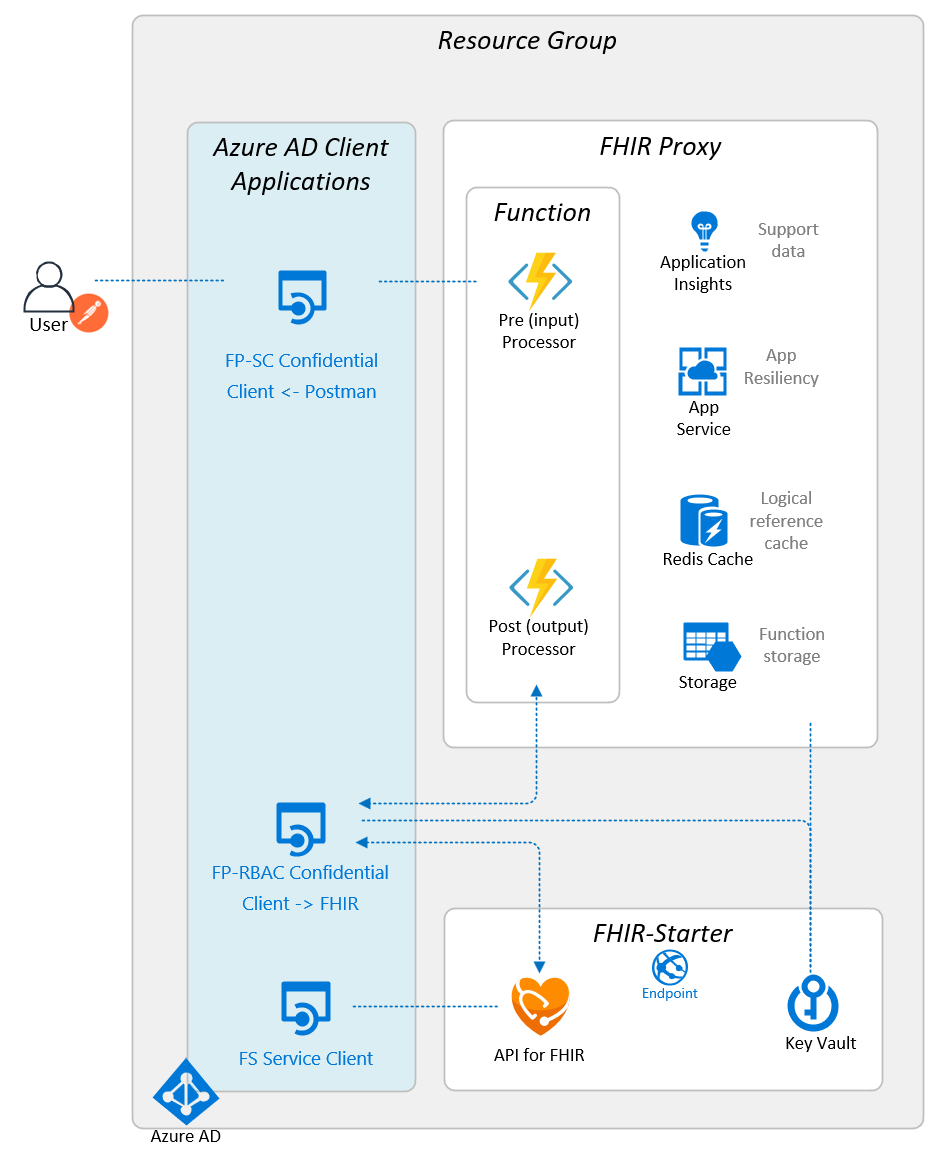 Resource Group
Azure AD Client
Applications
FHIR Proxy
Function
Application
Insights
Support
data
User
Pre (input)
Processor
FP-SC Confidential
Client <- Postman
App
Service
App
Resiliency
Redis Cache
Logical
reference
cache
Post (output)
Processor
Storage
Function
storage
FP-RBAC Confidential
Client -> FHIR
FHIR-Starter
Endpoint
FS Service Client
API for FHIR
Key Vault
Azure AD